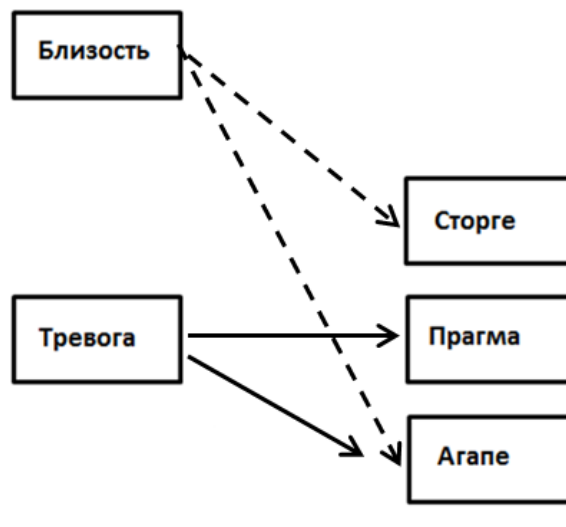 Близость
Сторге
Тревога
Прагма
Агапе